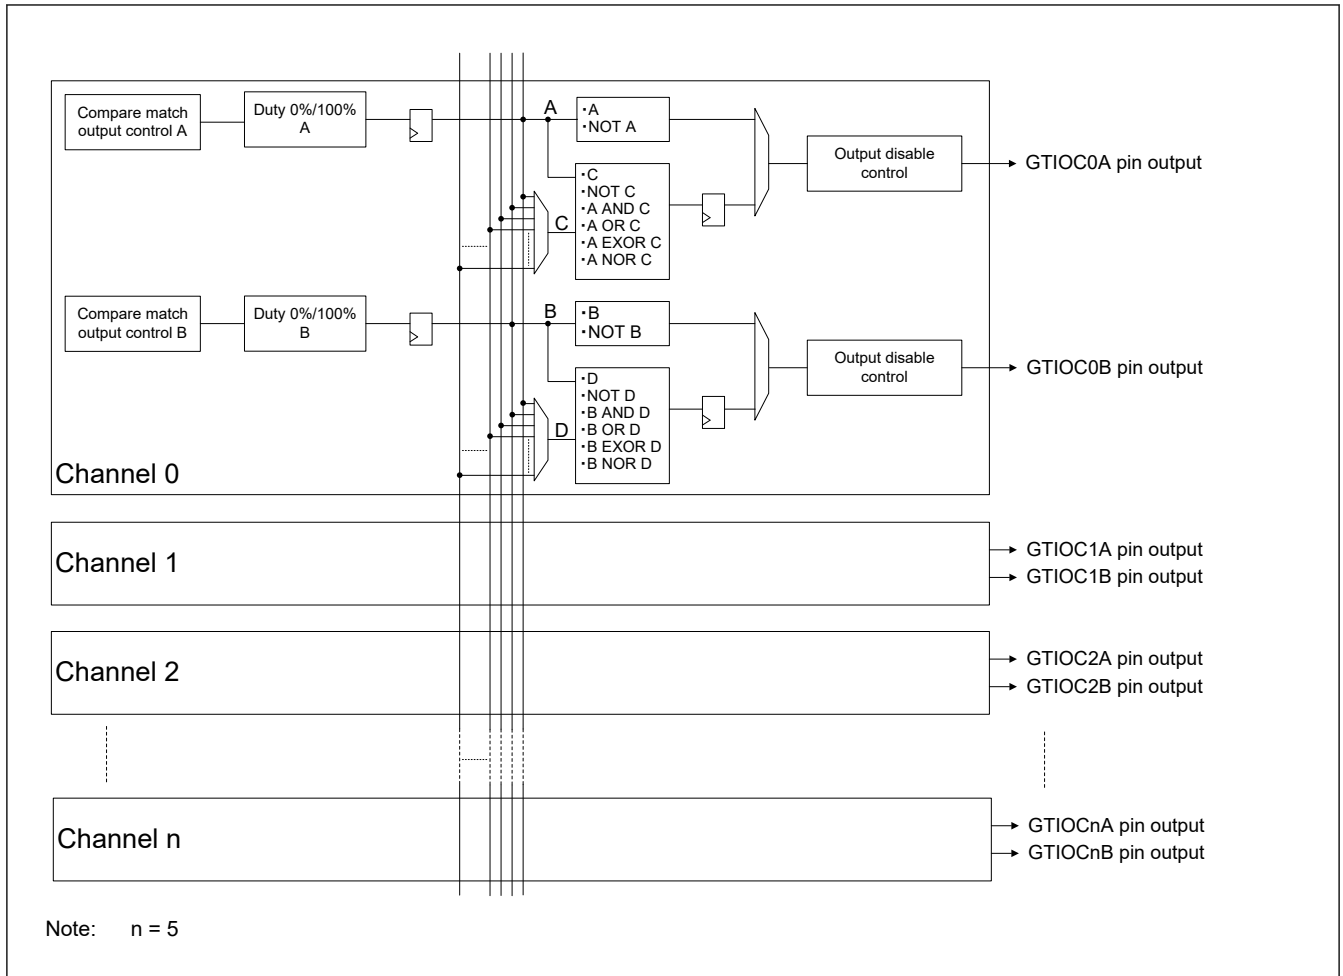 Compare match
output control A
Duty 0%/100%
A
A
・A
・NOT A
Output disable
control
GTIOC0A pin output
C
・C
・NOT C
・A AND C
・A OR C
・A EXOR C
・A NOR C
Compare match
output control B
Duty 0%/100%
B
B
・B
・NOT B
Output disable
control
GTIOC0B pin output
D
・D
・NOT D
・B AND D
・B OR D
・B EXOR D
・B NOR D
Channel 0
Channel 1
GTIOC1A pin output
GTIOC1B pin output
Channel 2
GTIOC2A pin output
GTIOC2B pin output
Channel n
GTIOCnA pin output
GTIOCnB pin output
Note: n = 5